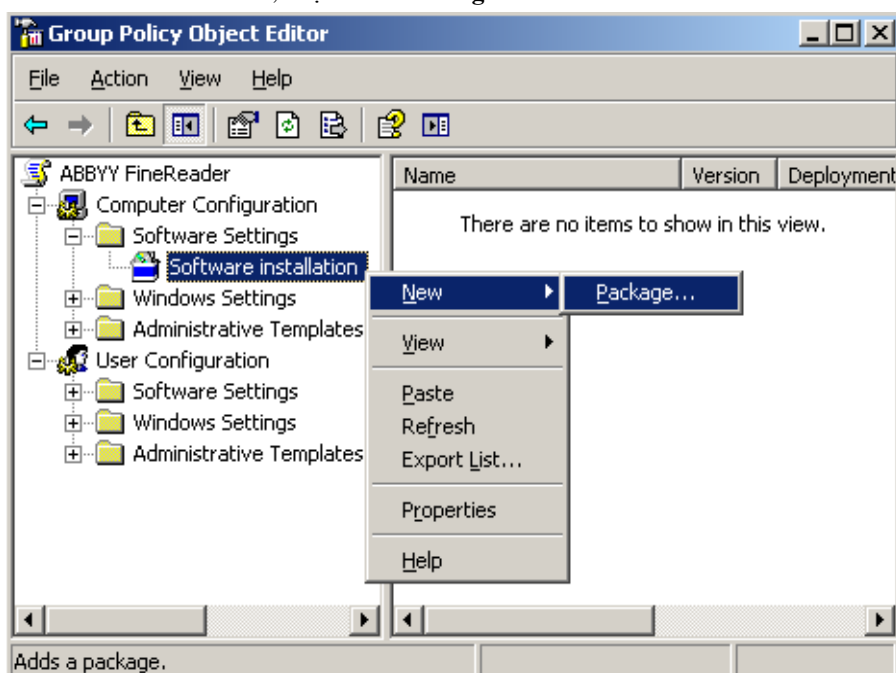 Group Policy Object Editor
File Action View Help
ABBYY FineReader
Computer Configuration
Software Settings
Software installation
Windows Settings
Administrative Templates
User Configuration
Software Settings
Windows Settings
Administrative Templates
Name Version Deployment
There are no items to show in this view.
New
Package...
View
Paste
Refresh
Export List...
Properties
Help
Adds a package.